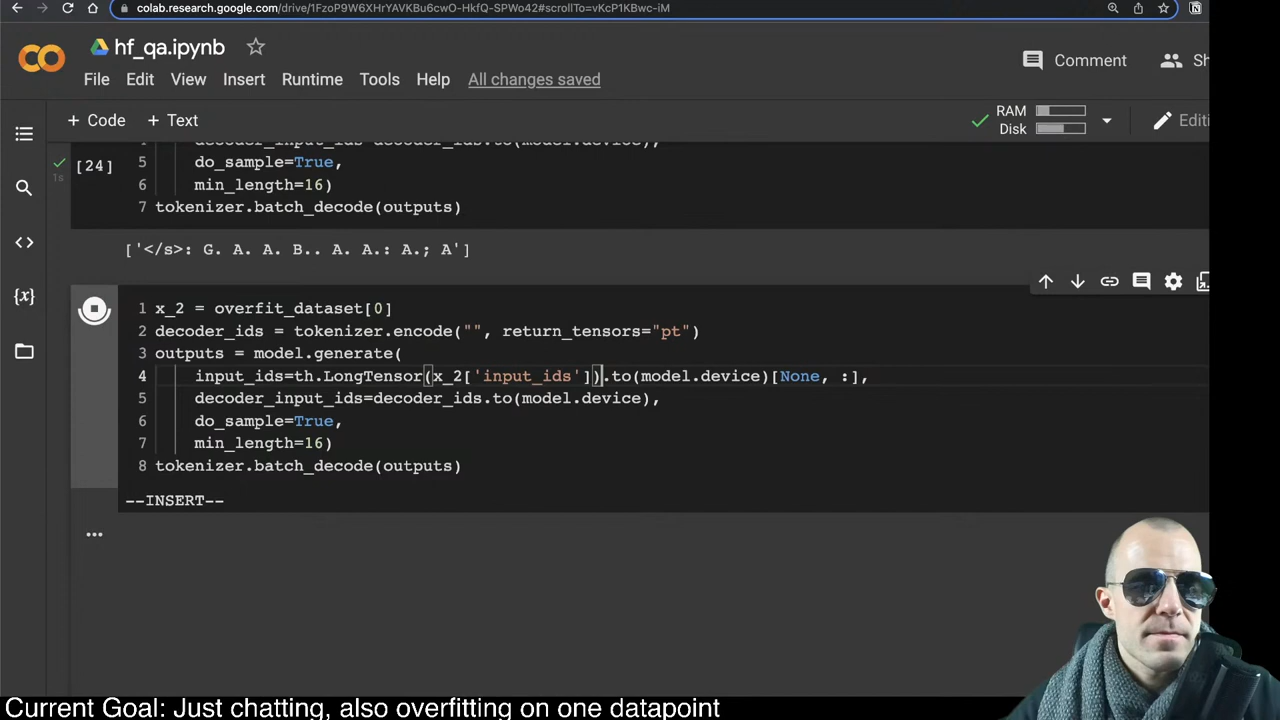 colab.research.google.com/drive/1FzoP9W6XHrYAVKBu6cwO-HkfQ-SPWo42#scrollTo=vKcP1KBwc-iM
hf_qa.ipynb
File Edit View Insert Runtime Tools Help All changes saved
Comment
+ Code + Text
RAM
Disk
[24]
1s
5 do_sample=True,
6 min_length=16)
7 tokenizer.batch_decode(outputs)
['</s>: G. A. A. B.. A. A.: A.; A']
1 x_2 = overfit_dataset[0]
2 decoder_ids = tokenizer.encode("", return_tensors="pt")
3 outputs = model.generate(
4 input_ids=th.LongTensor(x_2['input_ids']).to(model.device)[None, :],
5 decoder_input_ids=decoder_ids.to(model.device),
6 do_sample=True,
7 min_length=16)
8 tokenizer.batch_decode(outputs)
--INSERT--
...
Current Goal: Just chatting, also overfitting on one datapoint